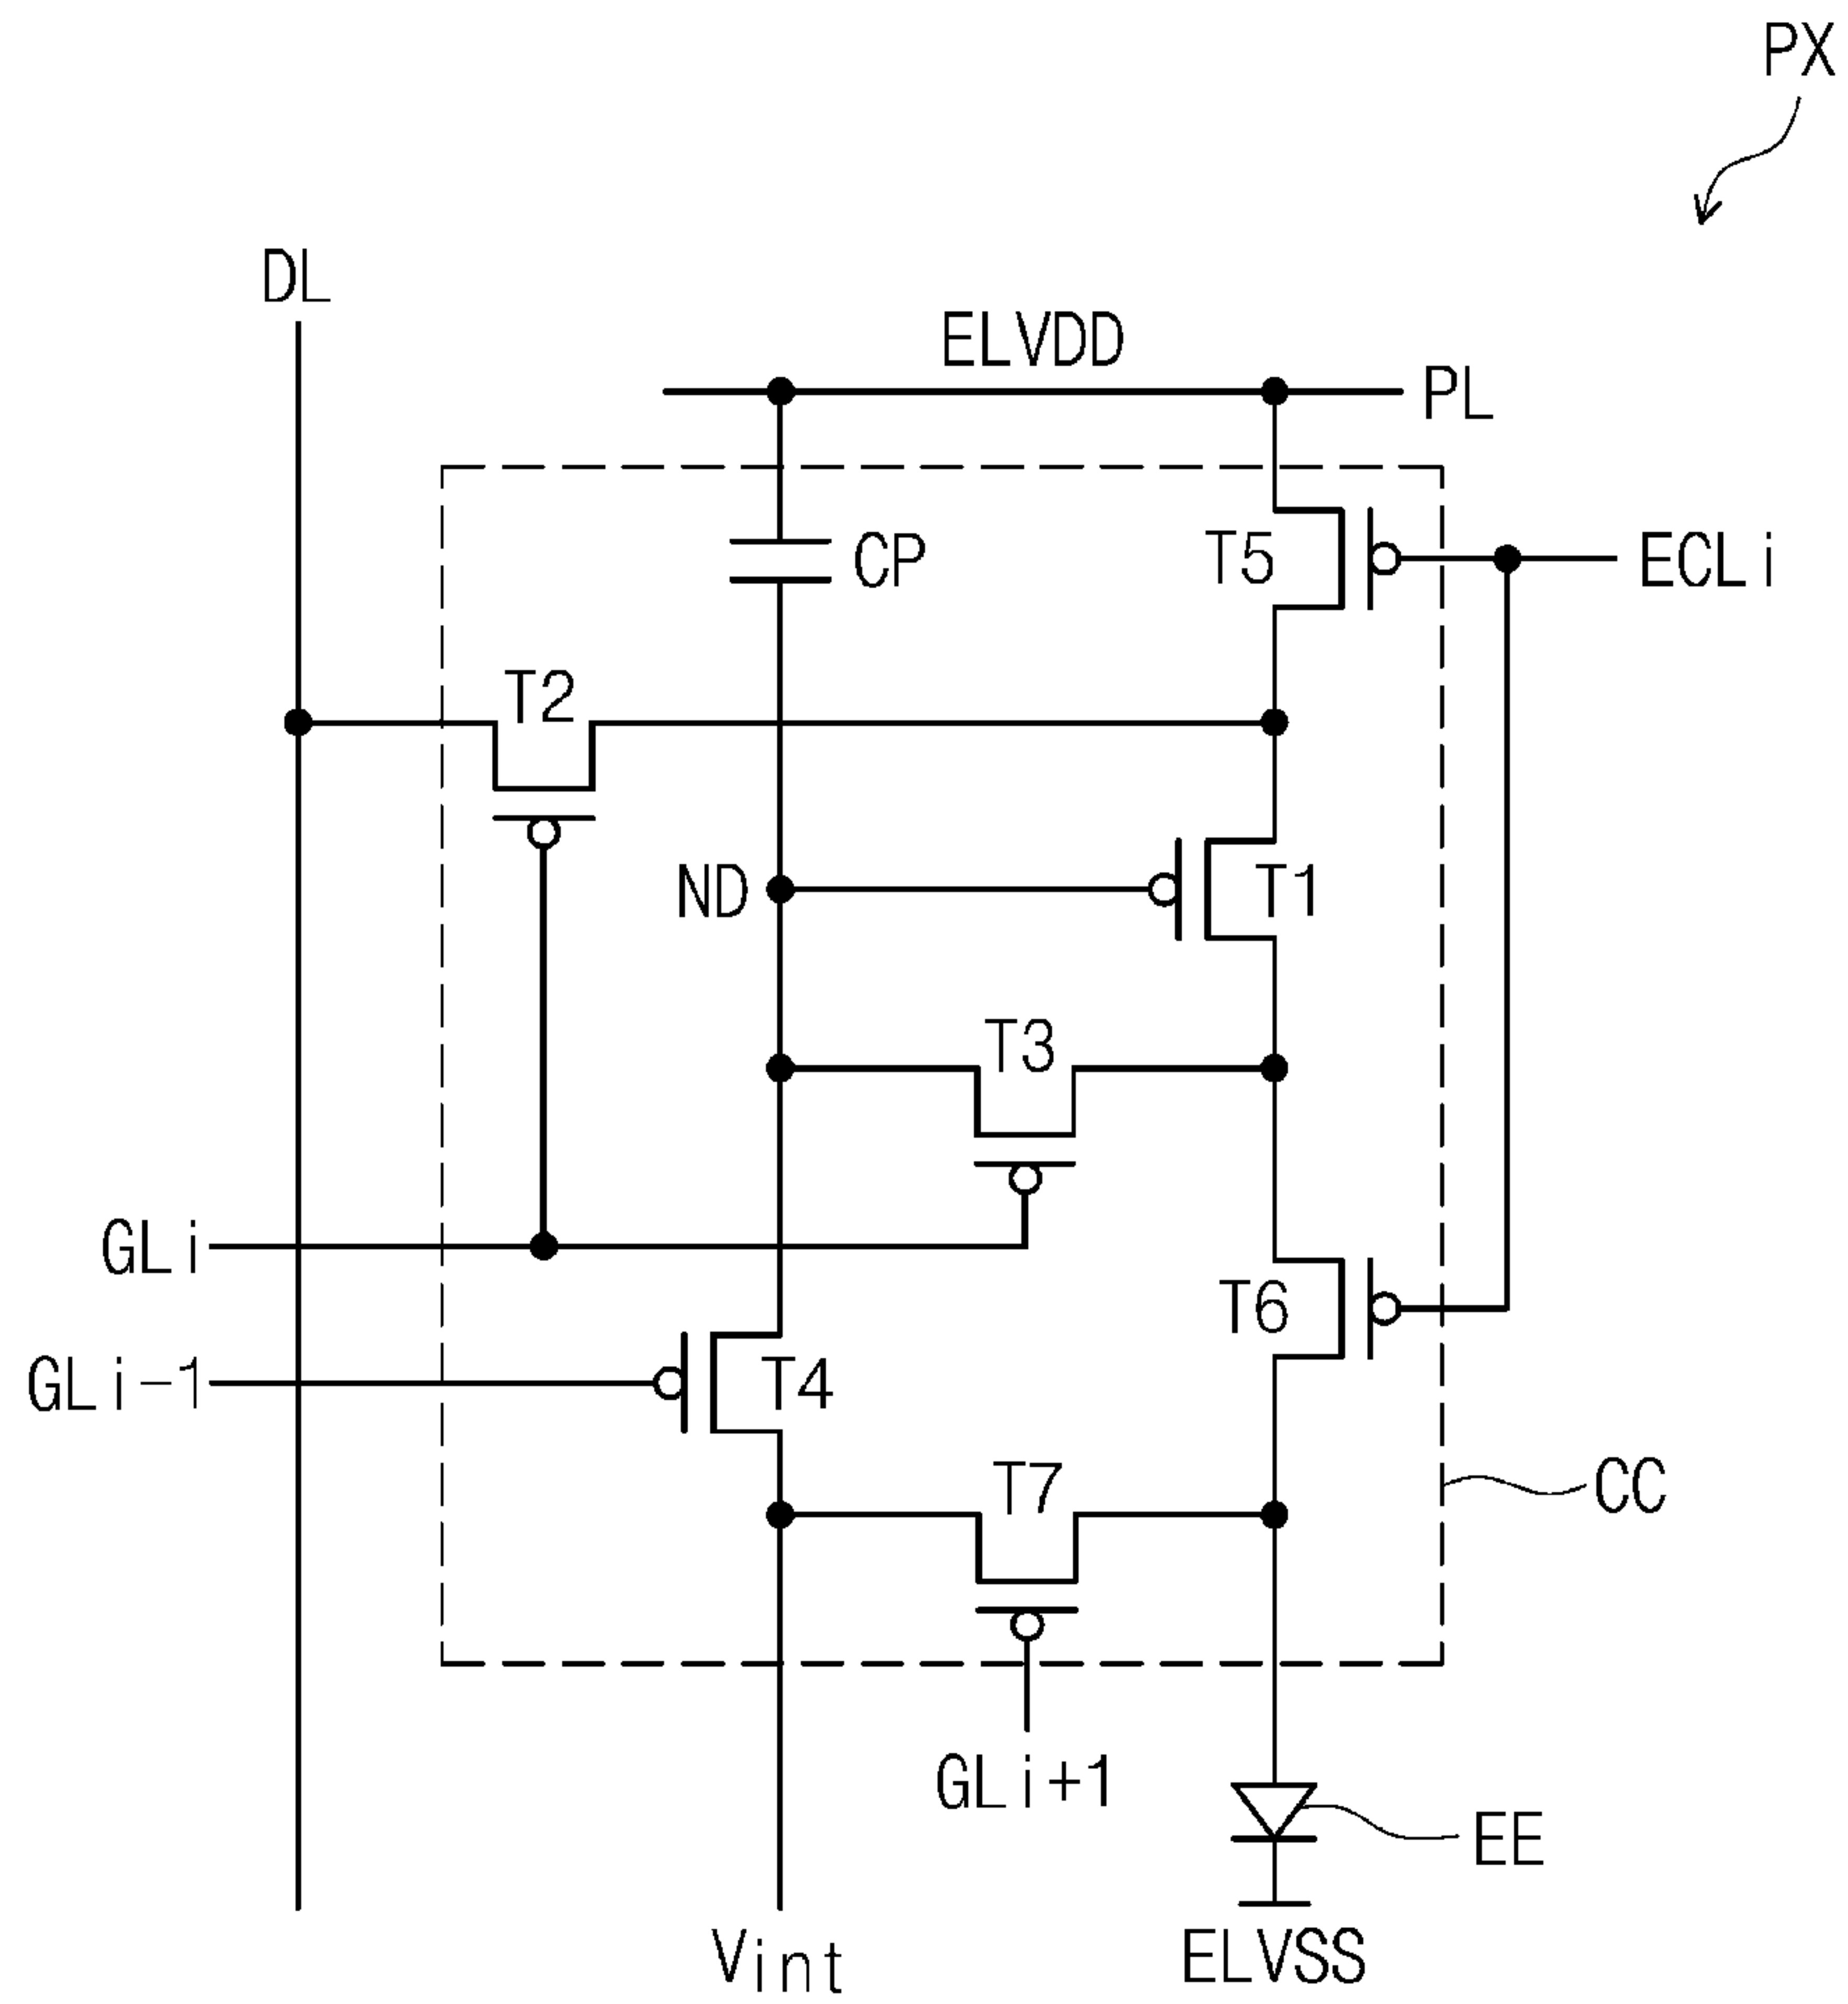 PX
DL
ELVDD
PL
T5
CP
ECLi
T2
ND
T1
T3
GLi
T6
GLi-1
T4
T7
CC
GLi+1
EE
Vint
ELVSS